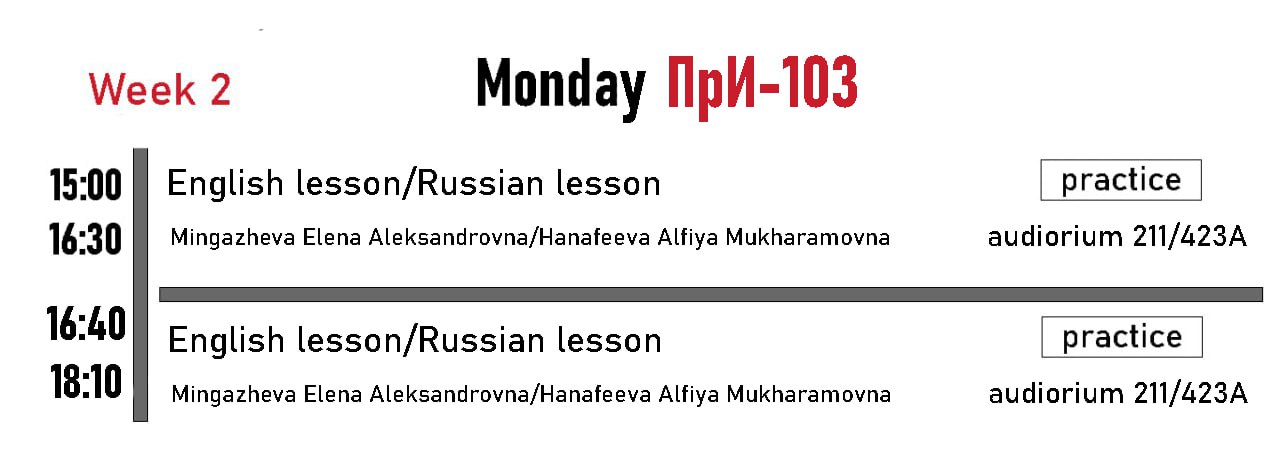 Week 2
Monday ПрИ-103
15:00
16:30
English lesson/Russian lesson
practice
Mingazheva Elena Aleksandrovna/Hanafeeva Alfiya Mukharamovna
audiorium 211/423A
16:40
18:10
English lesson/Russian lesson
practice
Mingazheva Elena Aleksandrovna/Hanafeeva Alfiya Mukharamovna
audiorium 211/423A